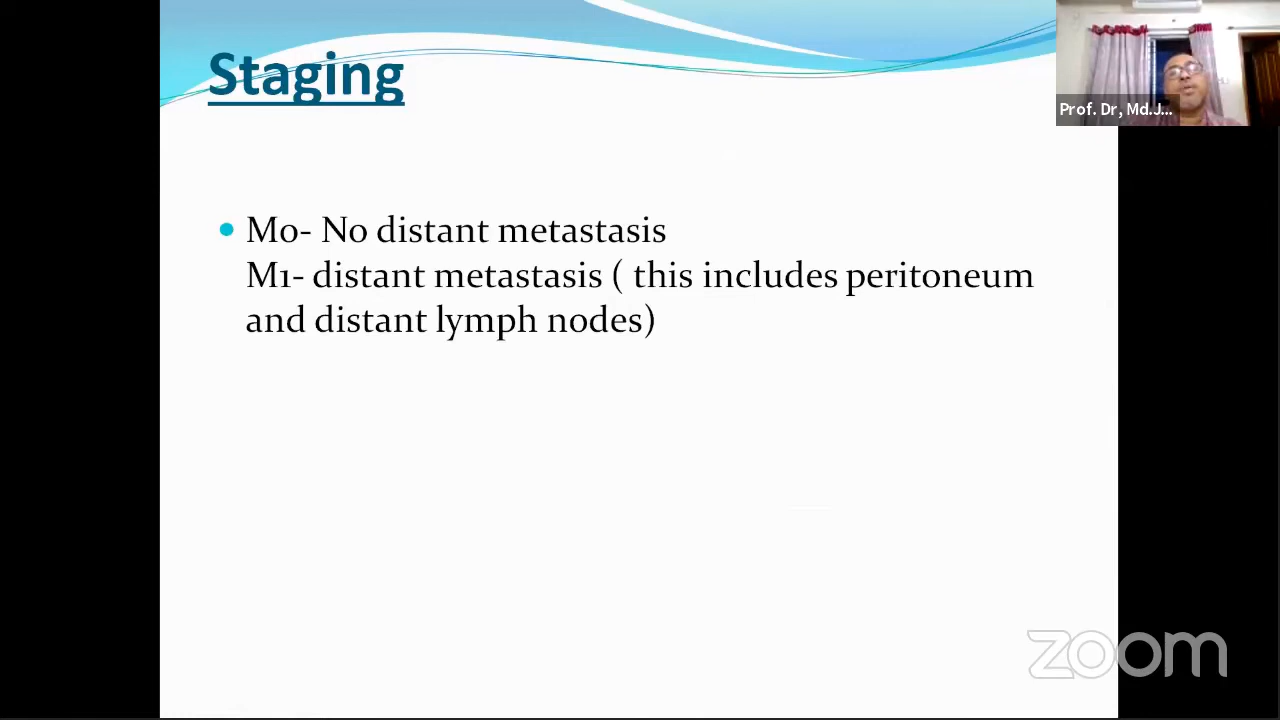 Staging
Prof. Dr, Md.J...
• M0- No distant metastasis
M1- distant metastasis ( this includes peritoneum
and distant lymph nodes)
zoom